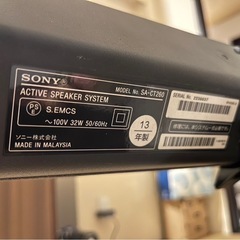 SONY
MODEL No. SA-CT260
ACTIVE SPEAKER SYSTEM
PS
E
S.EMCS
~100V 32W 50/60Hz
13
年製
ソニー株式会社
MADE IN MALAYSIA
SERIAL No.